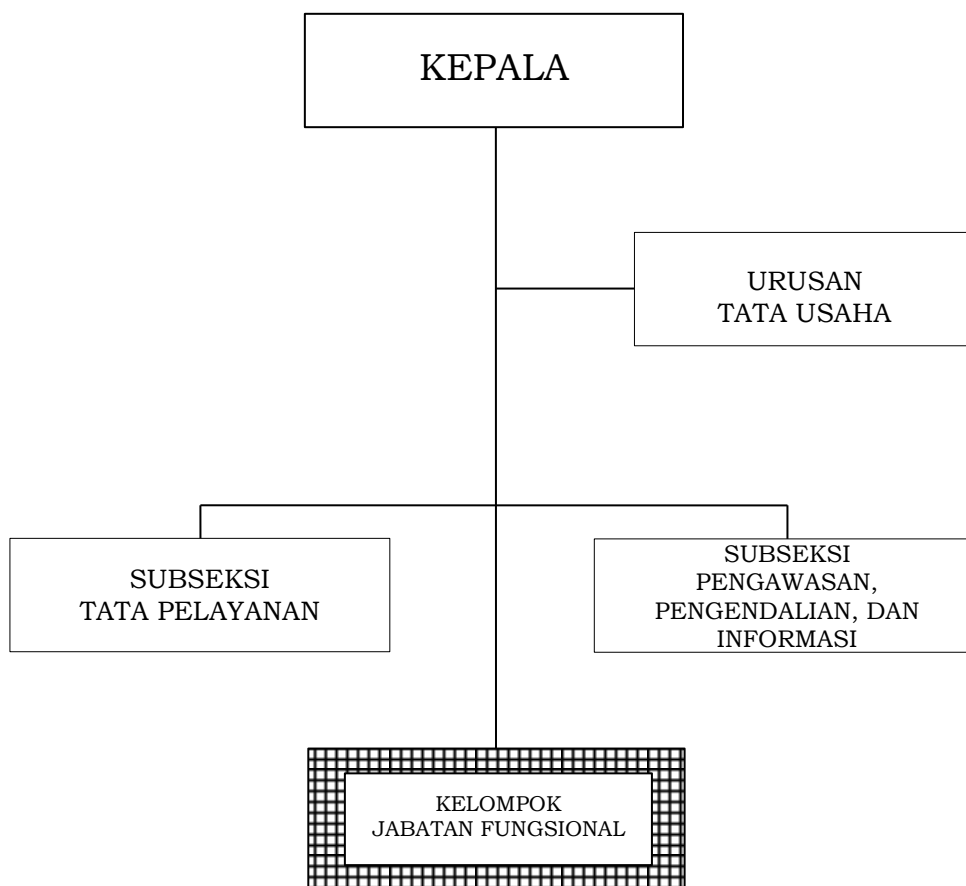 KEPALA
URUSAN
TATA USAHA
SUBSEKSI
TATA PELAYANAN
SUBSEKSI
PENGAWASAN,
PENGENDALIAN, DAN
INFORMASI
KELOMPOK
JABATAN FUNGSIONAL